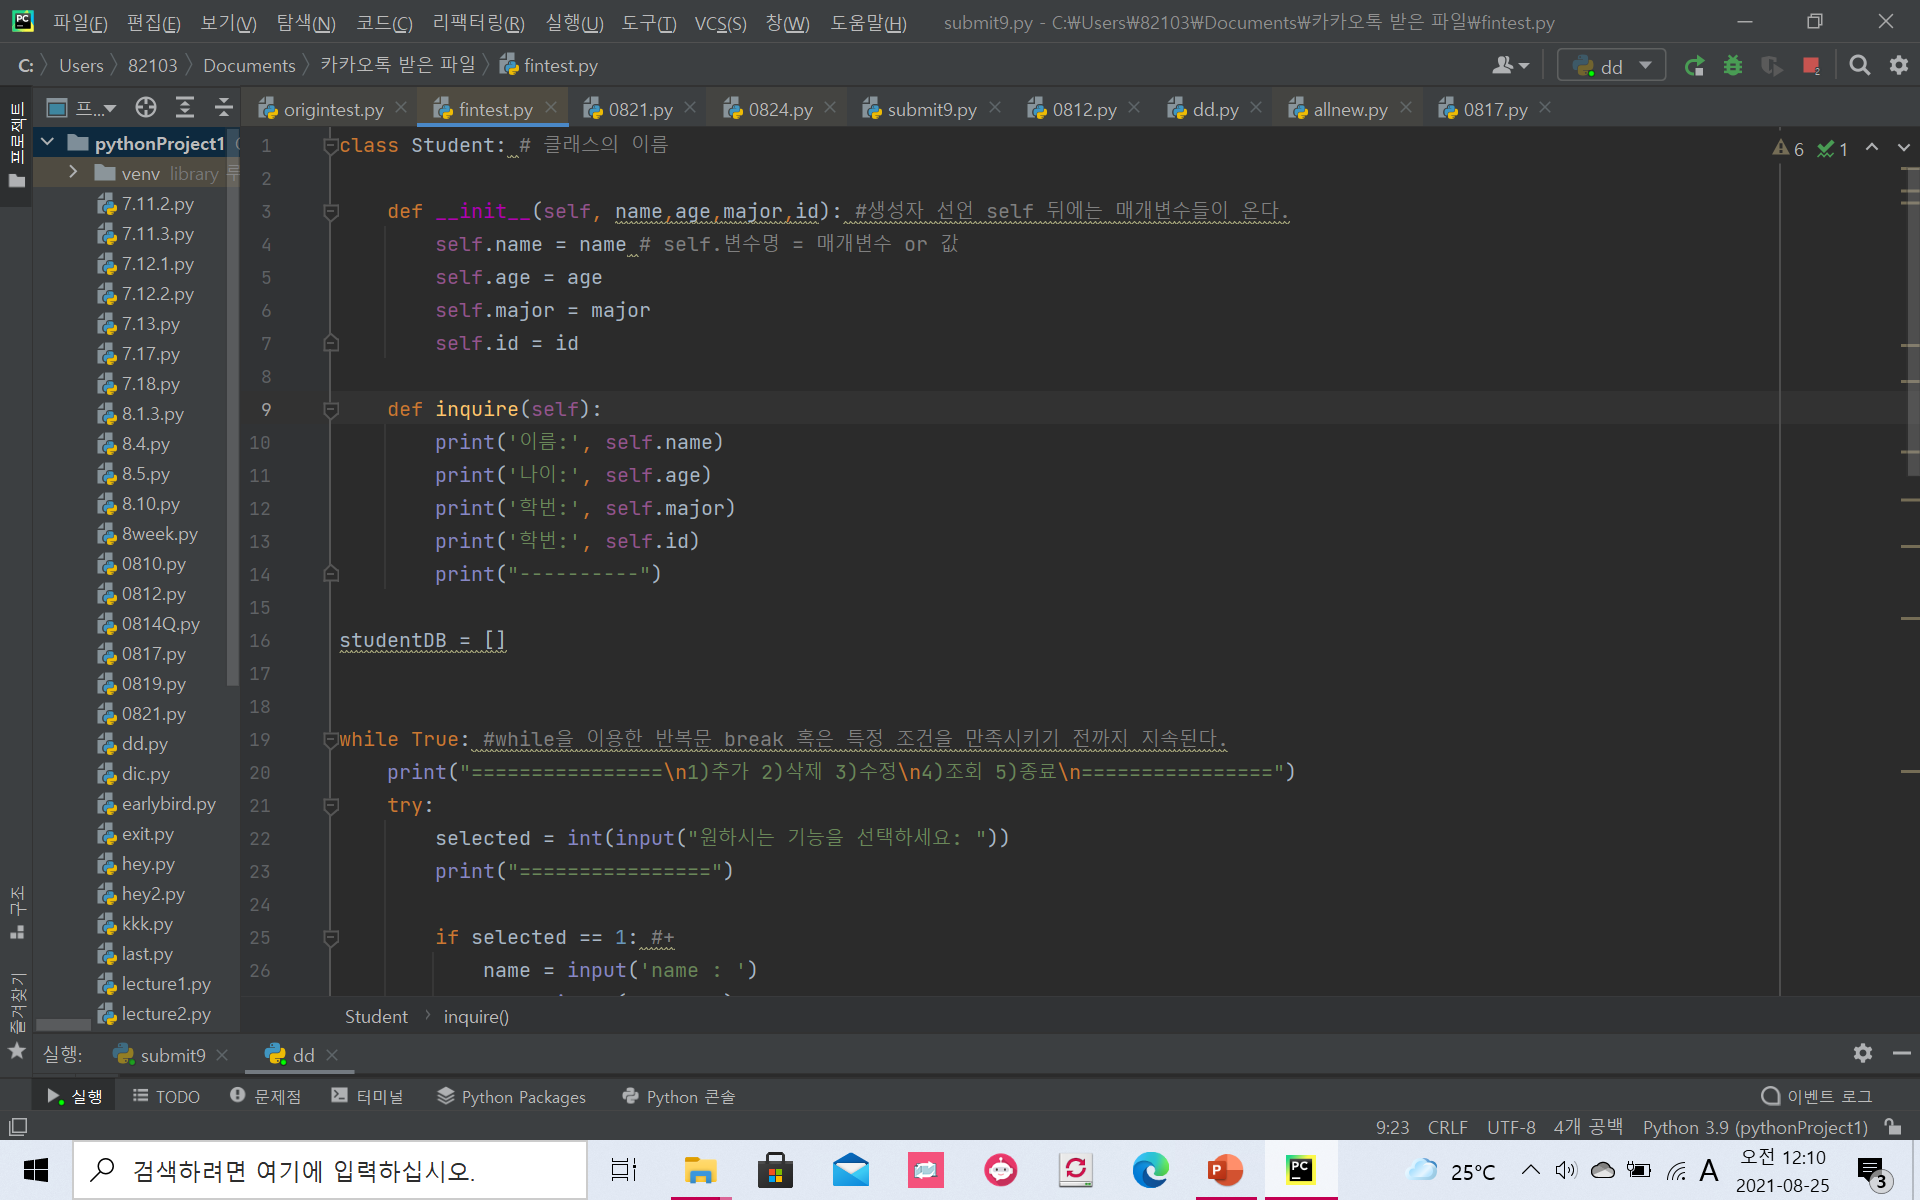 파일(F) 편집(E) 보기(V) 탐색(N) 코드(C) 리팩터링(R) 실행(U) 도구(T) VCS(S) 창(W) 도움말(H) submit9.py - C:₩Users₩82103₩Documents₩카카오톡 받은 파일₩fintest.py
C: Users 82103 Documents 카카오톡 받은 파일 fintest.py dd
프로젝트
프...
origintest.py fintest.py 0821.py 0824.py submit9.py 0812.py dd.py allnew.py 0817.py
pythonProject1
venv library
7.11.2.py
7.11.3.py
7.12.1.py
7.12.2.py
7.13.py
7.17.py
7.18.py
8.1.3.py
8.4.py
8.5.py
8.10.py
8week.py
0810.py
0812.py
0814Q.py
0817.py
0819.py
0821.py
dd.py
dic.py
earlybird.py
exit.py
hey.py
hey2.py
kkk.py
last.py
lecture1.py
lecture2.py
구조
즐겨찾기
6 1
1 class Student: # 클래스의 이름
2
3 def __init__(self, name,age,major,id): #생성자 선언 self 뒤에는 매개변수들이 온다.
4 self.name = name # self.변수명 = 매개변수 or 값
5 self.age = age
6 self.major = major
7 self.id = id
8
9 def inquire(self):
10 print('이름:', self.name)
11 print('나이:', self.age)
12 print('학번:', self.major)
13 print('학번:', self.id)
14 print("----------")
15
16 studentDB = []
17
18
19 while True: #while을 이용한 반복문 break 혹은 특정 조건을 만족시키기 전까지 지속된다.
20 print("================\n1)추가 2)삭제 3)수정\n4)조회 5)종료\n================")
21 try:
22 selected = int(input("원하시는 기능을 선택하세요: "))
23 print("================")
24
25 if selected == 1: #+
26 name = input('name : ')
Student inquire()
실행: submit9 dd
실행 TODO 문제점 터미널 Python Packages Python 콘솔 이벤트 로그
9:23 CRLF UTF-8 4개 공백 Python 3.9 (pythonProject1)
검색하려면 여기에 입력하십시오. 25°C A 오전 12:10
2021-08-25 3